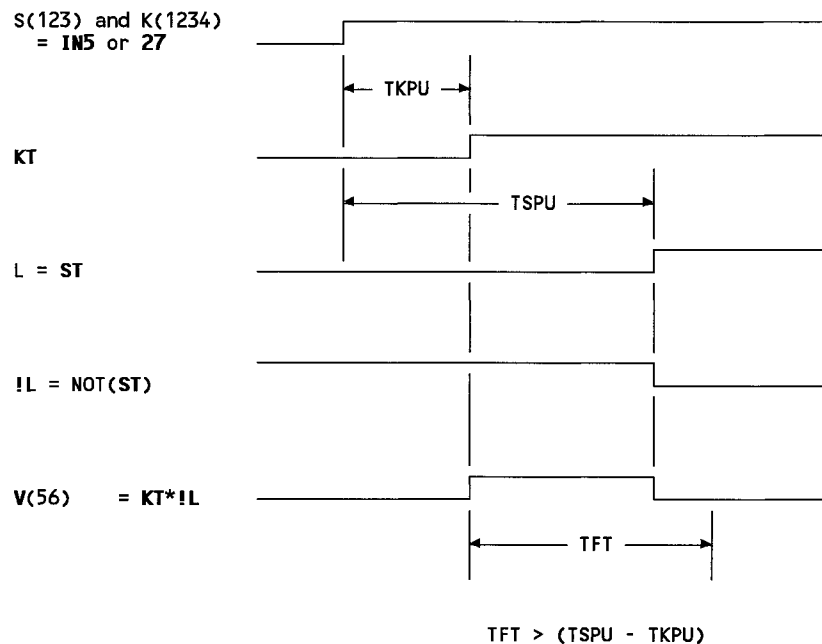 S(123) and K(1234)
= IN5 or 27
TKPU
KT
TSPU
L = ST
!L = NOT(ST)
V(56) = KT*!L
TFT
TFT > (TSPU - TKPU)